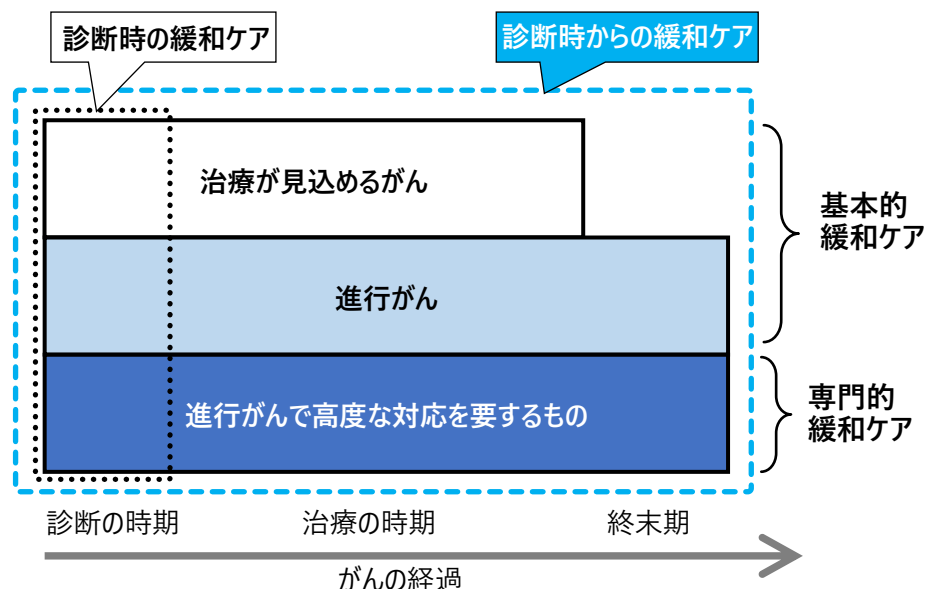 診断時の緩和ケア
診断時からの緩和ケア
治療が見込めるがん
基本的
緩和ケア
進行がん
進行がんで高度な対応を要するもの
専門的
緩和ケア
診断の時期
治療の時期
終末期
がんの経過